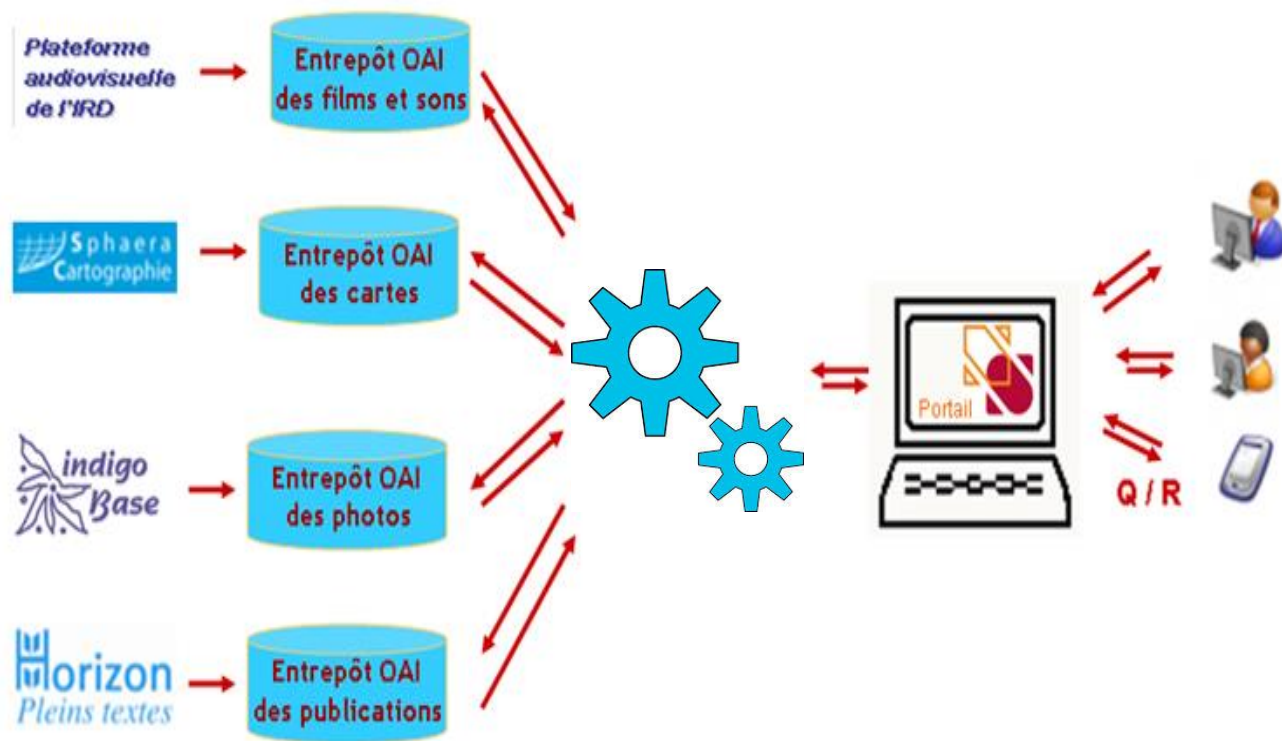 Plateforme
audiovisuelle
de l'IRD
Entrepôt OAI
des films et sons
Sphaera
Cartographie
Entrepôt OAI
des cartes
indigo
Base
Entrepôt OAI
des photos
Horizon
Pleins textes
Entrepôt OAI
des publications
Portail
Q / R